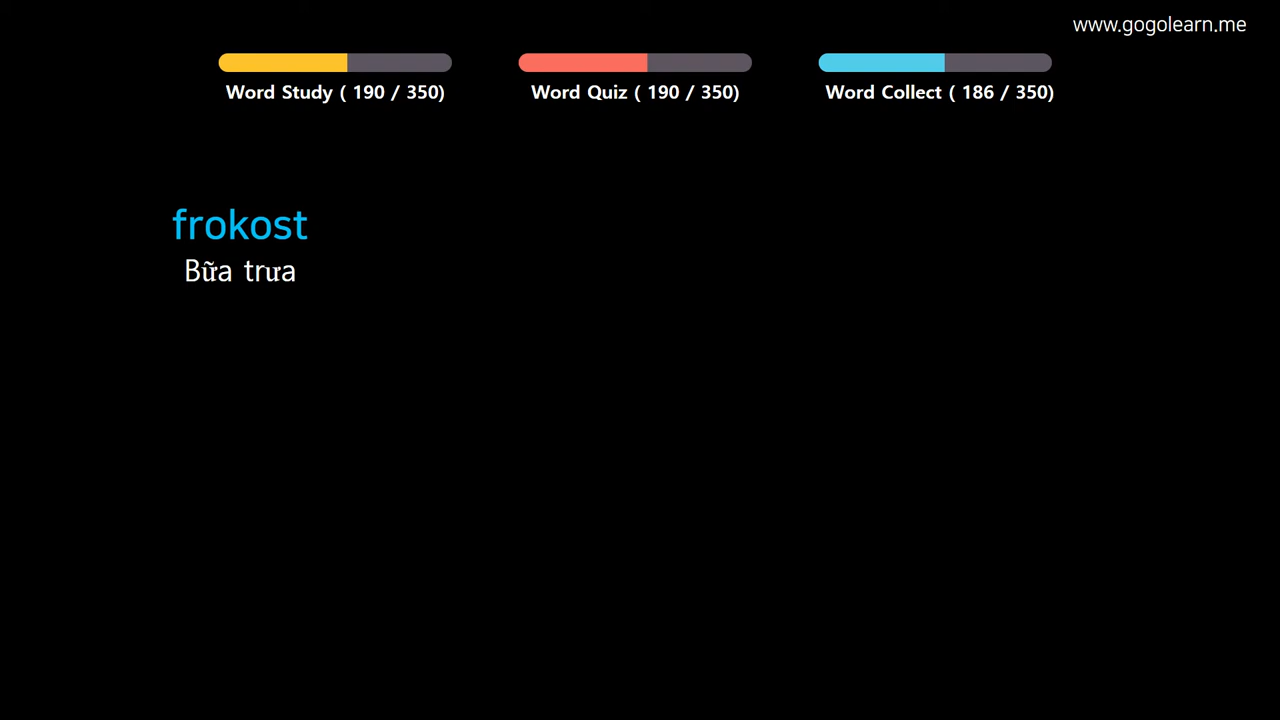 www.gogolearn.me
Word Study ( 190 / 350)
Word Quiz ( 190 / 350)
Word Collect ( 186 / 350)
frokost
Bữa trưa